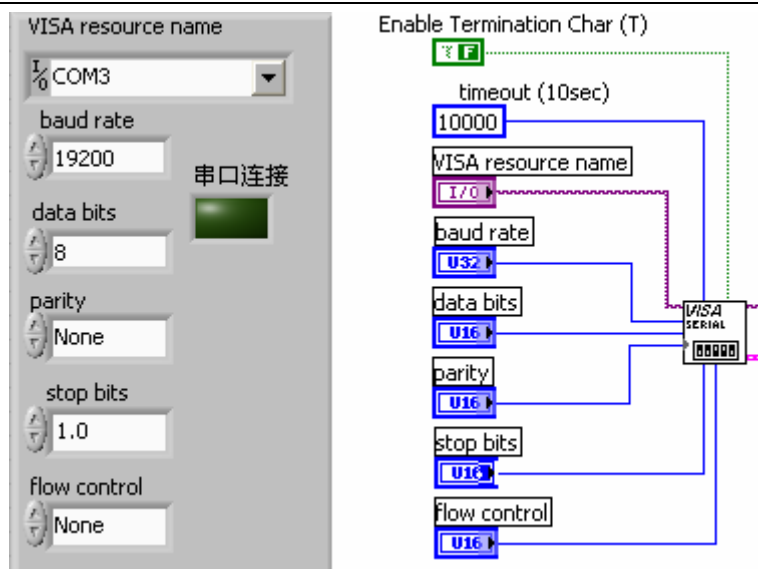 VISA resource name
I/O COM3
baud rate
19200
串口连接
data bits
8
parity
None
stop bits
1.0
flow control
None
Enable Termination Char (T)
? F
timeout (10sec)
10000
VISA resource name
I/O
baud rate
U32
data bits
U16
parity
U16
stop bits
U16
flow control
U16
VISA
SERIAL